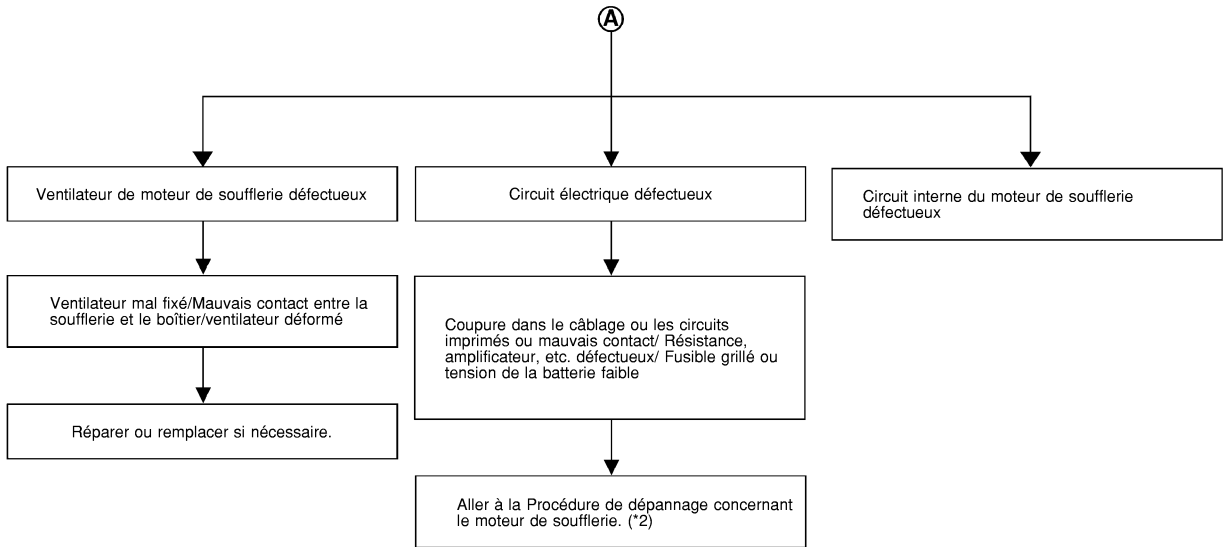 A
Ventilateur de moteur de soufflerie défectueux
Circuit électrique défectueux
Circuit interne du moteur de soufflerie
défectueux
Ventilateur mal fixé/Mauvais contact entre la
soufflerie et le boîtier/ventilateur déformé
Coupure dans le câblage ou les circuits
imprimés ou mauvais contact/ Résistance,
amplificateur, etc. défectueux/ Fusible grillé ou
tension de la batterie faible
Réparer ou remplacer si nécessaire.
Aller à la Procédure de dépannage concernant
le moteur de soufflerie. (*2)